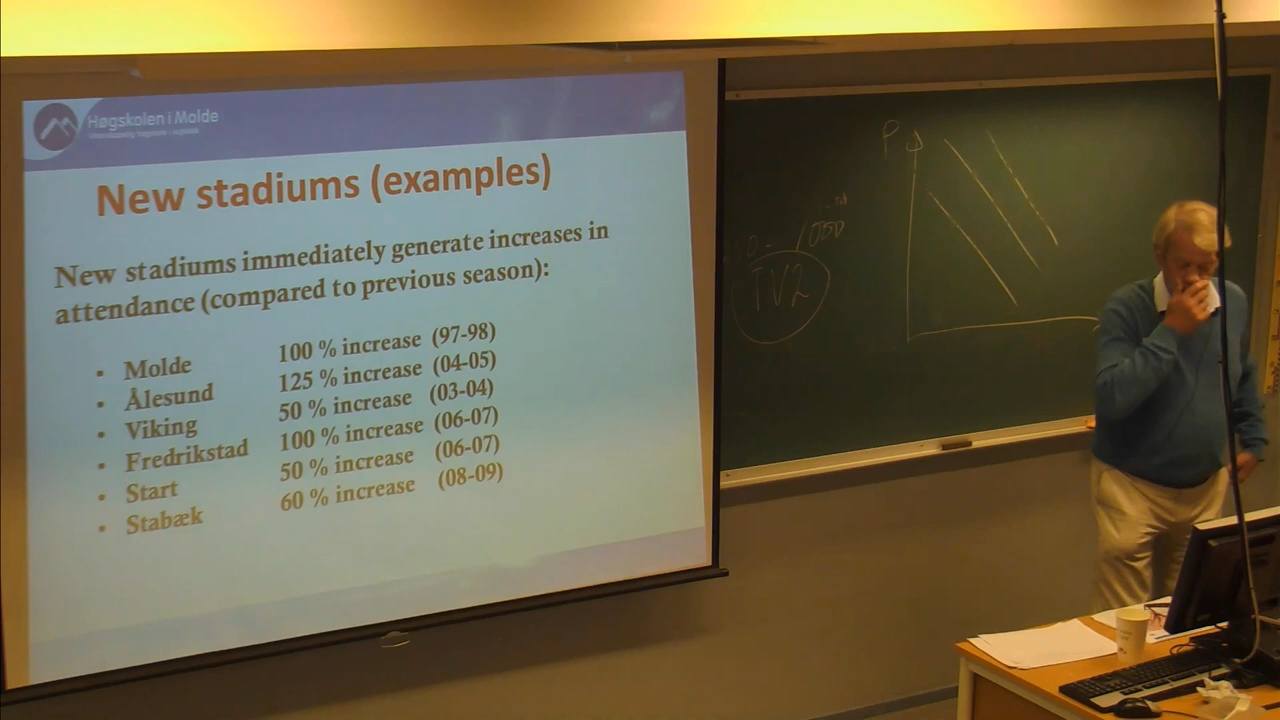 Høgskolen i Molde
New stadiums (examples)
New stadiums immediately generate increases in
attendance (compared to previous season):
• Molde 100 % increase (97-98)
• Ålesund 125 % increase (04-05)
• Viking 50 % increase (03-04)
• Fredrikstad 100 % increase (06-07)
• Start 50 % increase (06-07)
• Stabæk 60 % increase (08-09)
P
TV2